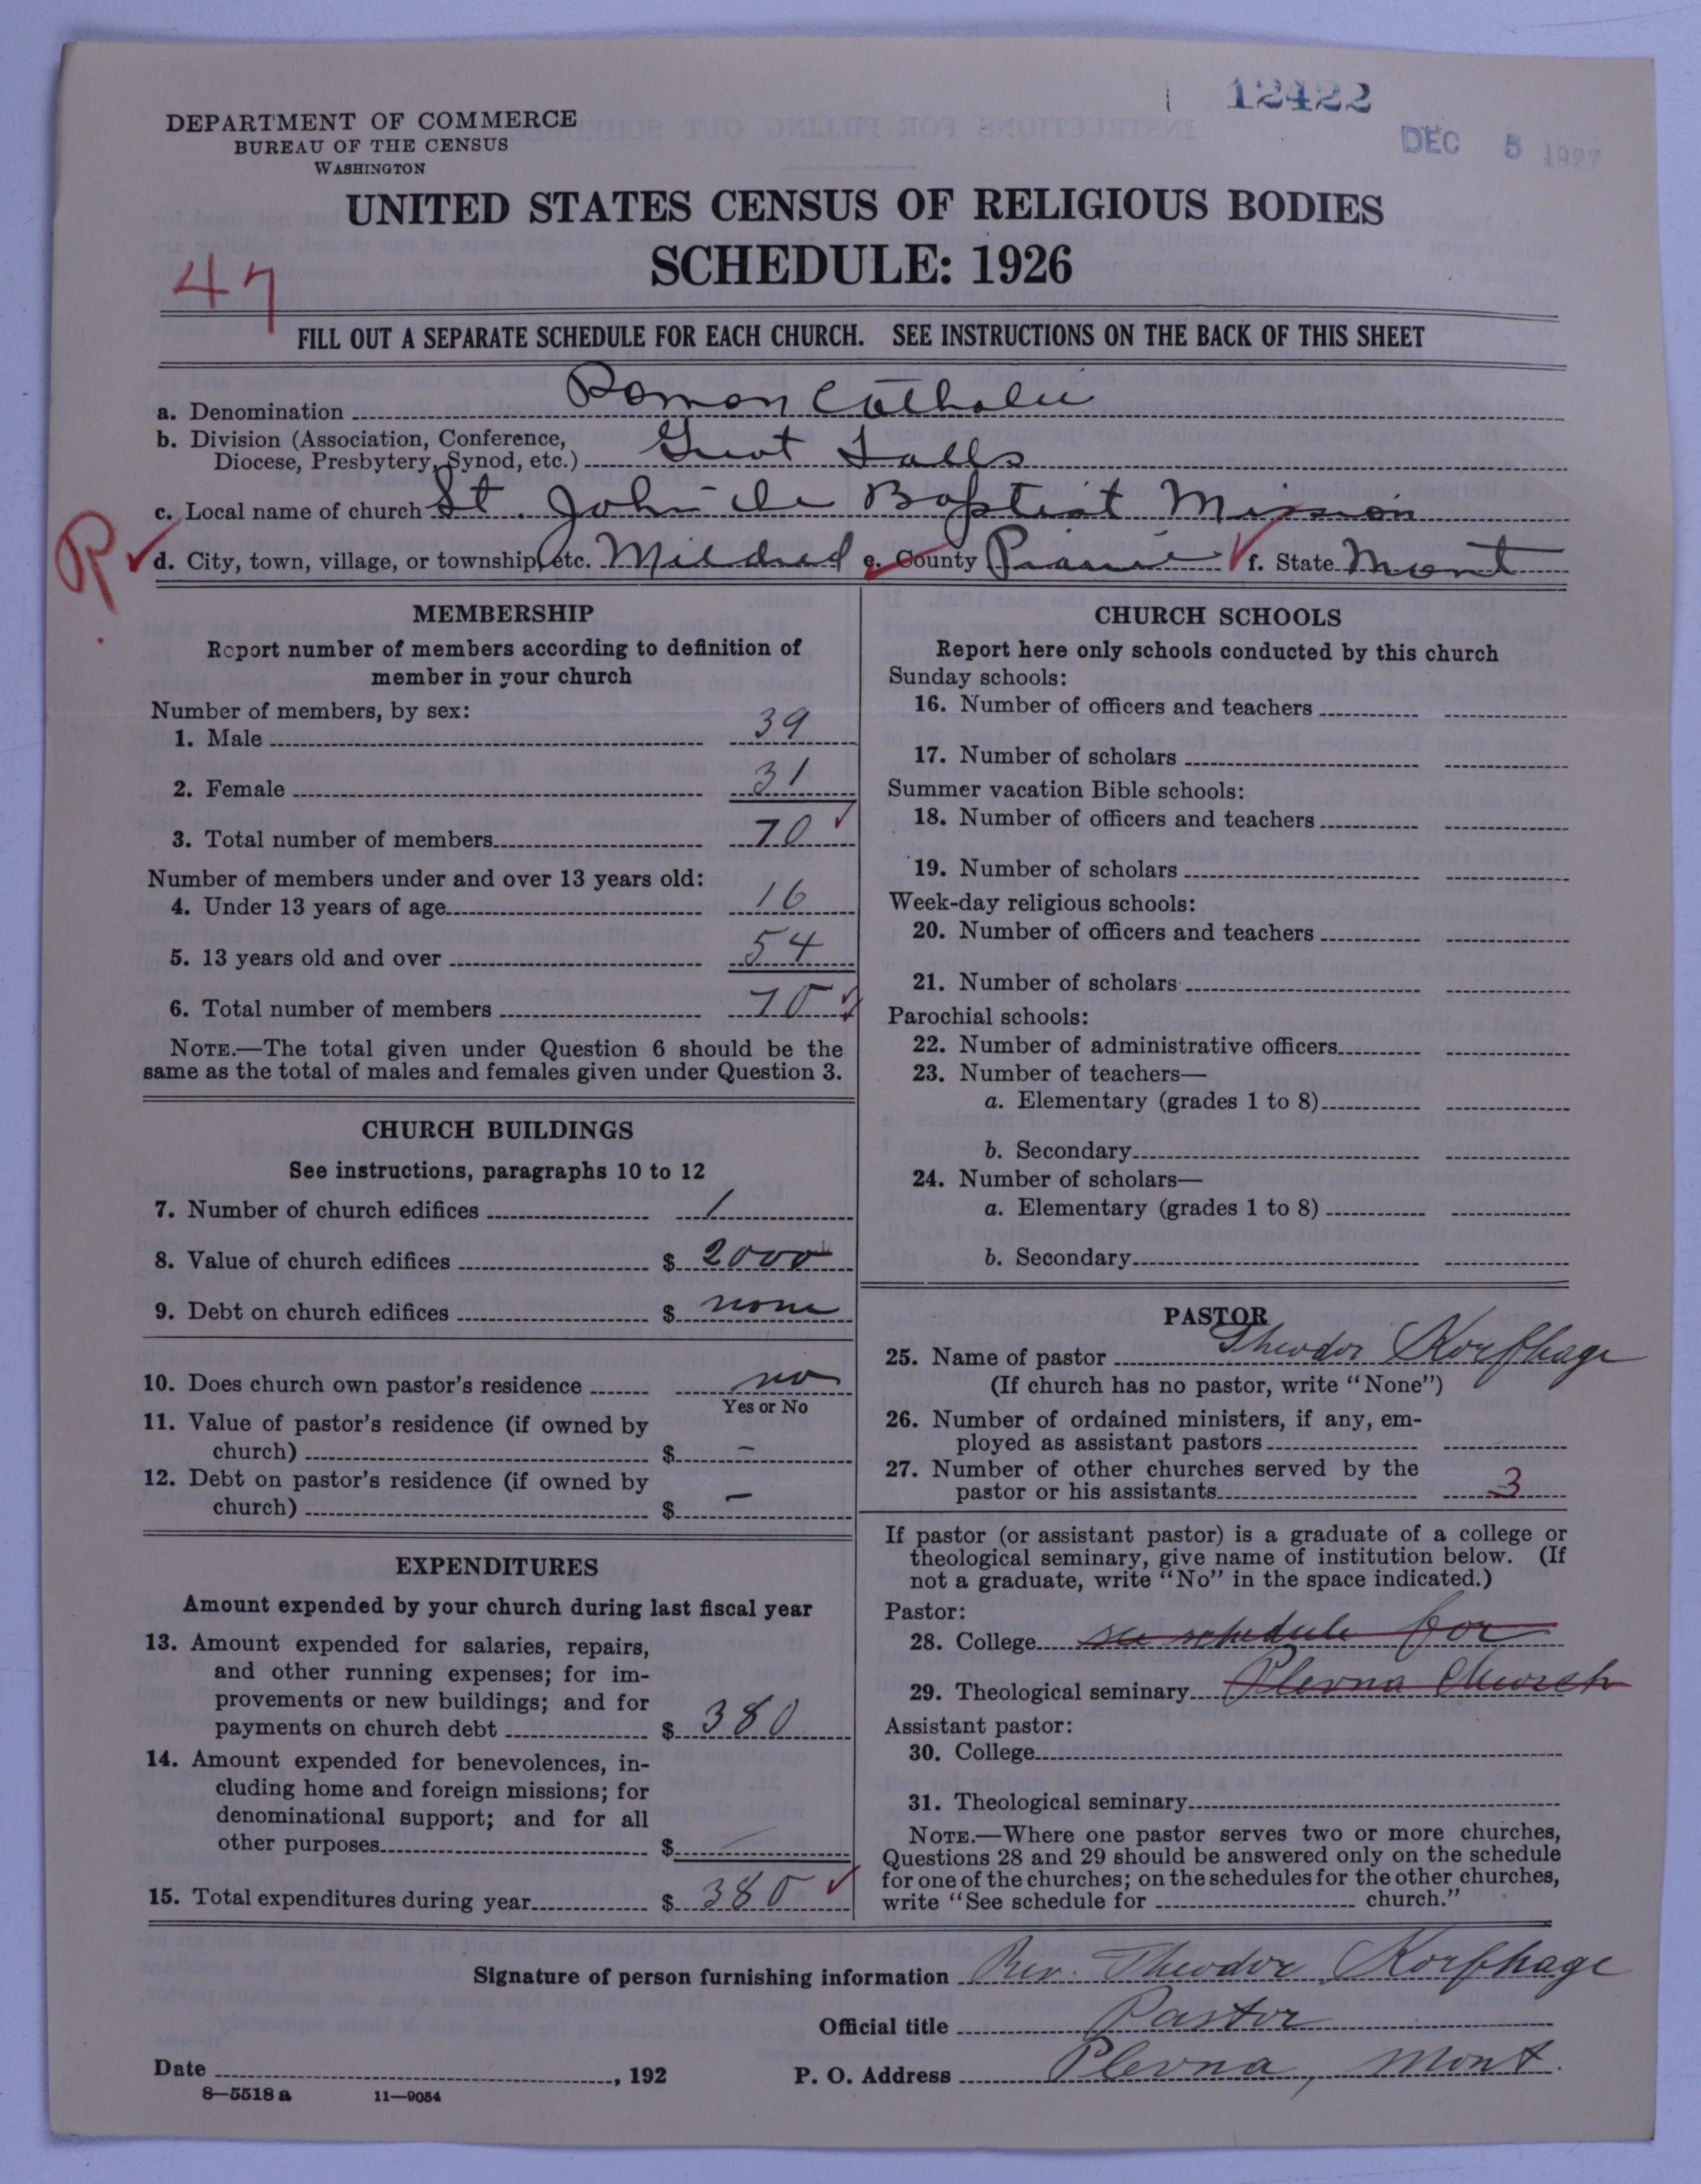 12422
DEC 5 1927
DEPARTMENT OF COMMERCE
BUREAU OF THE CENSUS
WASHINGTON
UNITED STATES CENSUS OF RELIGIOUS BODIES
SCHEDULE: 1926
47
FILL OUT A SEPARATE SCHEDULE FOR EACH CHURCH. SEE INSTRUCTIONS ON THE BACK OF THIS SHEET
a. Denomination Roman Catholic
b. Division (Association, Conference,
Diocese, Presbytery, Synod, etc.) Great Falls
c. Local name of church St. John de Baptist Mission
R d. City, town, village, or township, etc. Mildred e. County Prairie f. State Mont
MEMBERSHIP
Report number of members according to definition of
member in your church
Number of members, by sex:
1. Male 39
2. Female 31
3. Total number of members 70
Number of members under and over 13 years old:
4. Under 13 years of age 16
5. 13 years old and over 54
6. Total number of members 70
NOTE.—The total given under Question 6 should be the
same as the total of males and females given under Question 3.
CHURCH BUILDINGS
See instructions, paragraphs 10 to 12
7. Number of church edifices 1
8. Value of church edifices $ 2000
9. Debt on church edifices $ none
10. Does church own pastor's residence no
Yes or No
11. Value of pastor's residence (if owned by
church) $ –
12. Debt on pastor's residence (if owned by
church) $ –
EXPENDITURES
Amount expended by your church during last fiscal year
13. Amount expended for salaries, repairs,
and other running expenses; for im-
provements or new buildings; and for
payments on church debt $ 380
14. Amount expended for benevolences, in-
cluding home and foreign missions; for
denominational support; and for all
other purposes $ –
15. Total expenditures during year $ 380
CHURCH SCHOOLS
Report here only schools conducted by this church
Sunday schools:
16. Number of officers and teachers
17. Number of scholars
Summer vacation Bible schools:
18. Number of officers and teachers
19. Number of scholars
Week-day religious schools:
20. Number of officers and teachers
21. Number of scholars
Parochial schools:
22. Number of administrative officers
23. Number of teachers—
a. Elementary (grades 1 to 8)
b. Secondary
24. Number of scholars—
a. Elementary (grades 1 to 8)
b. Secondary
PASTOR
25. Name of pastor Theodor Korfhage
(If church has no pastor, write "None")
26. Number of ordained ministers, if any, em-
ployed as assistant pastors
27. Number of other churches served by the
pastor or his assistants 3
If pastor (or assistant pastor) is a graduate of a college or
theological seminary, give name of institution below. (If
not a graduate, write "No" in the space indicated.)
Pastor:
28. College see schedule for
29. Theological seminary Plevna Church
Assistant pastor:
30. College
31. Theological seminary
NOTE.—Where one pastor serves two or more churches,
Questions 28 and 29 should be answered only on the schedule
for one of the churches; on the schedules for the other churches,
write "See schedule for church."
Signature of person furnishing information Rev. Theodor Korfhage
Official title Pastor
Date , 192 P. O. Address Plevna, Mont.
8—5518 a 11—9054